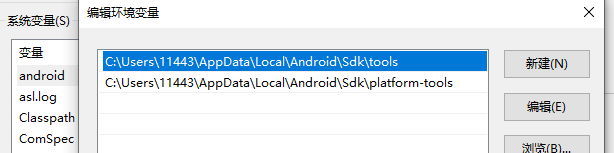 系统变量(S)
变量
android
asl.log
Classpath
ComSpec
编辑环境变量
C:\Users\11443\AppData\Local\Android\Sdk\tools
C:\Users\11443\AppData\Local\Android\Sdk\platform-tools
新建(N)
编辑(E)
浏览(B)...